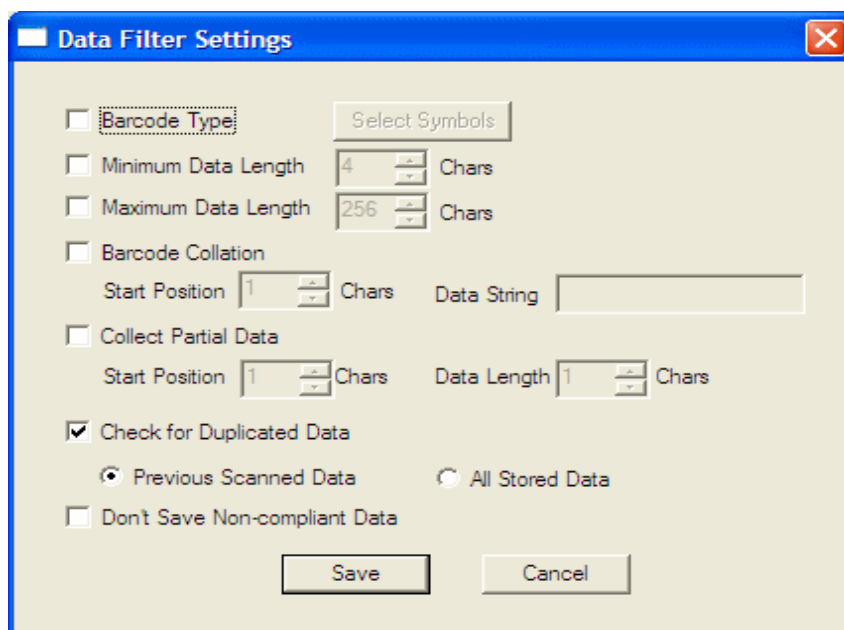 Data Filter Settings
Barcode Type Select Symbols
Minimum Data Length 4 Chars
Maximum Data Length 256 Chars
Barcode Collation
Start Position 1 Chars Data String
Collect Partial Data
Start Position 1 Chars Data Length 1 Chars
Check for Duplicated Data
Previous Scanned Data All Stored Data
Don't Save Non-compliant Data
Save Cancel